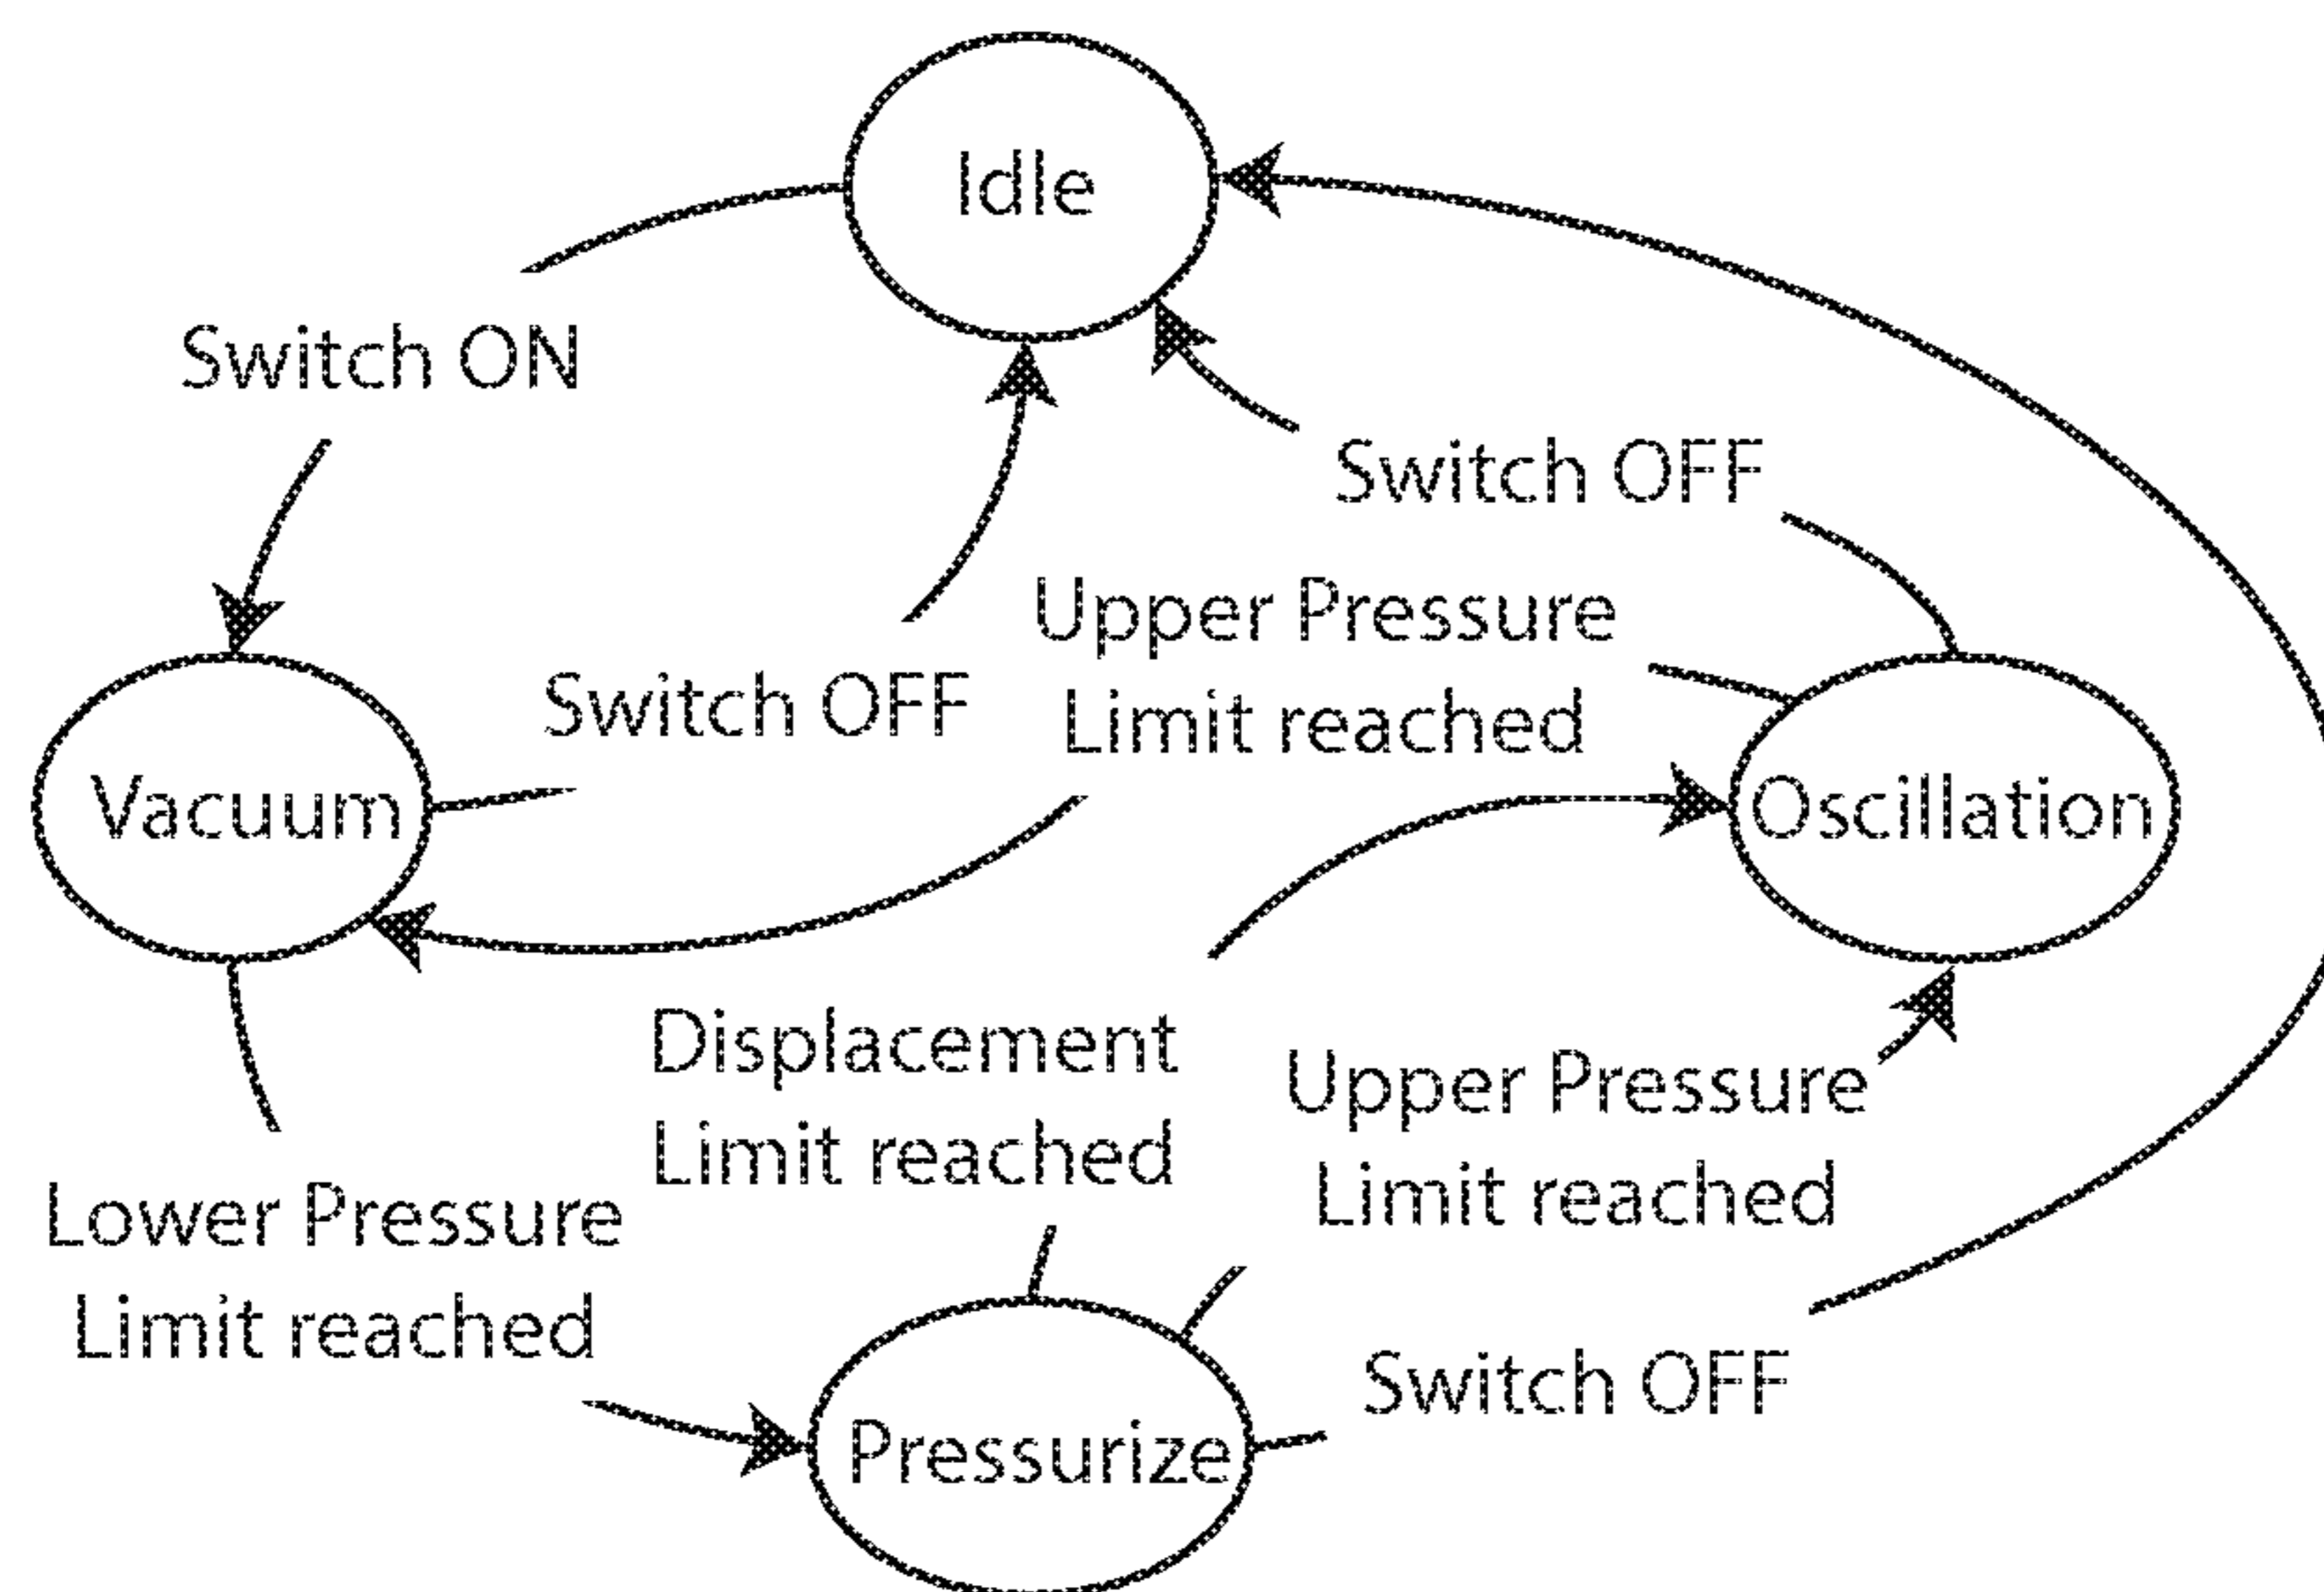 Idle
Switch ON
Switch OFF
Upper Pressure
Limit reached
Switch OFF
Vacuum
Oscillation
Displacement
Limit reached
Upper Pressure
Limit reached
Lower Pressure
Limit reached
Switch OFF
Pressurize